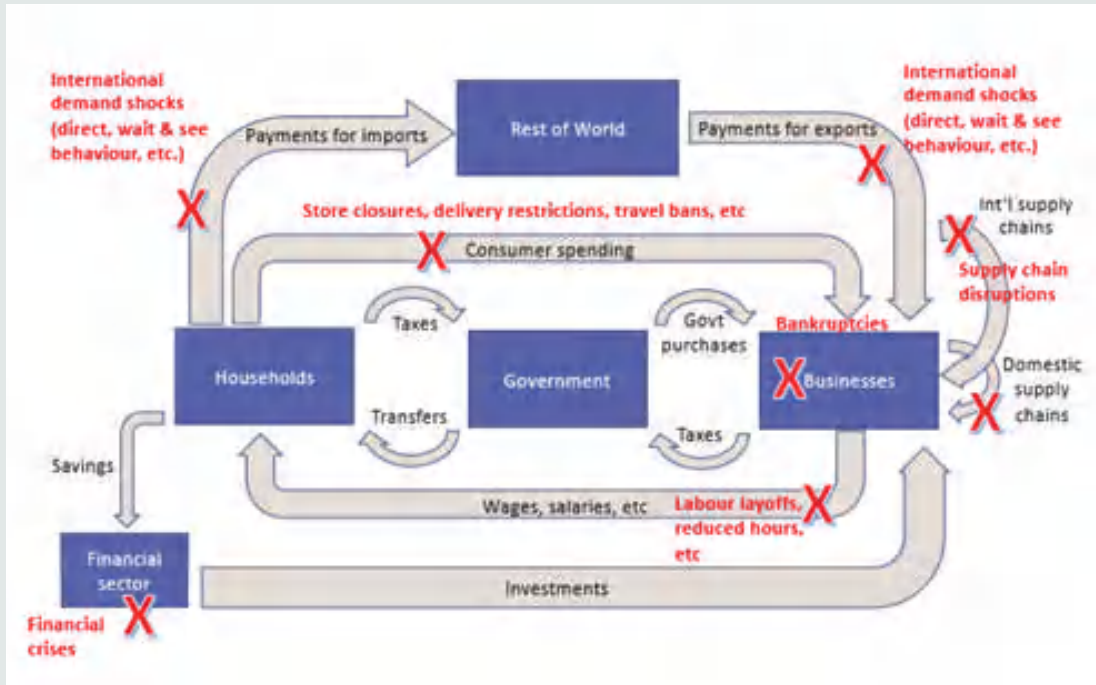 International
demand shocks
(direct, wait & see
behaviour, etc.)
Payments for imports
Rest of World
Payments for exports
International
demand shocks
(direct, wait & see
behaviour, etc.)
X
X
Store closures, delivery restrictions, travel bans, etc
X
Consumer spending
Int'l supply
chains
X
Supply chain
disruptions
Taxes
Govt
purchases
Bankruptcies
Households
Government
X
Businesses
Domestic
supply
chains
X
Transfers
Taxes
Savings
Wages, salaries, etc
Labour layoffs,
reduced hours,
etc
X
Financial
sector
X
Investments
Financial
crises